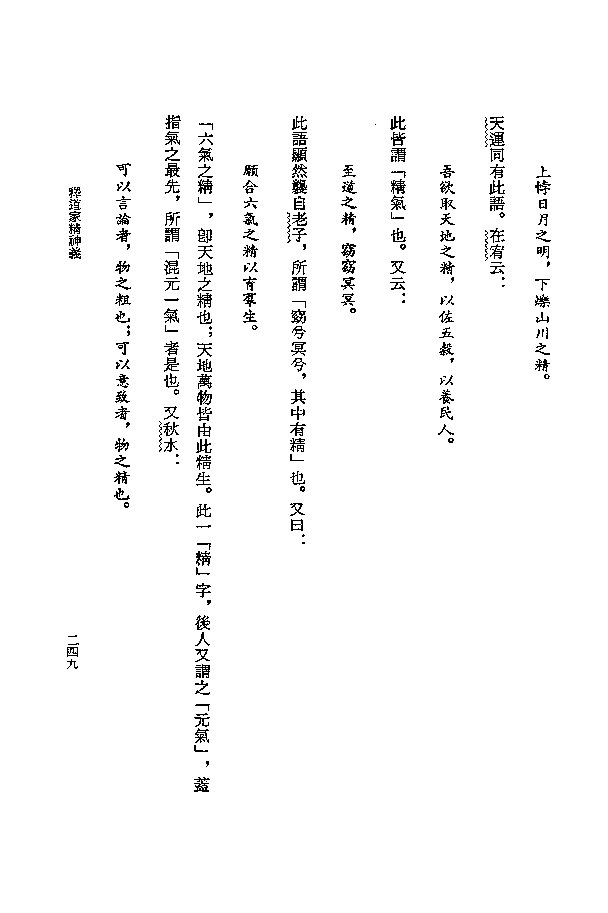 上悖日月之明，下爍山川之精。
天運同有此語。在宥云：
吾欲取天地之精，以佐五穀，以養民人。
此皆謂「精氣」也。又云：
至道之精，窈窈冥冥。
此語顯然襲自老子，所謂「窈兮冥兮，其中有精」也。又曰：
願合六氣之精以育羣生。
「六氣之精」，卽天地之精也；天地萬物皆由此精生。此一「精」字，後人又謂之「元氣」，蓋
指氣之最先，所謂「混元一氣」者是也。又秋水：
可以言論者，物之粗也；可以意致者，物之精也。
釋道家精神義
二四九